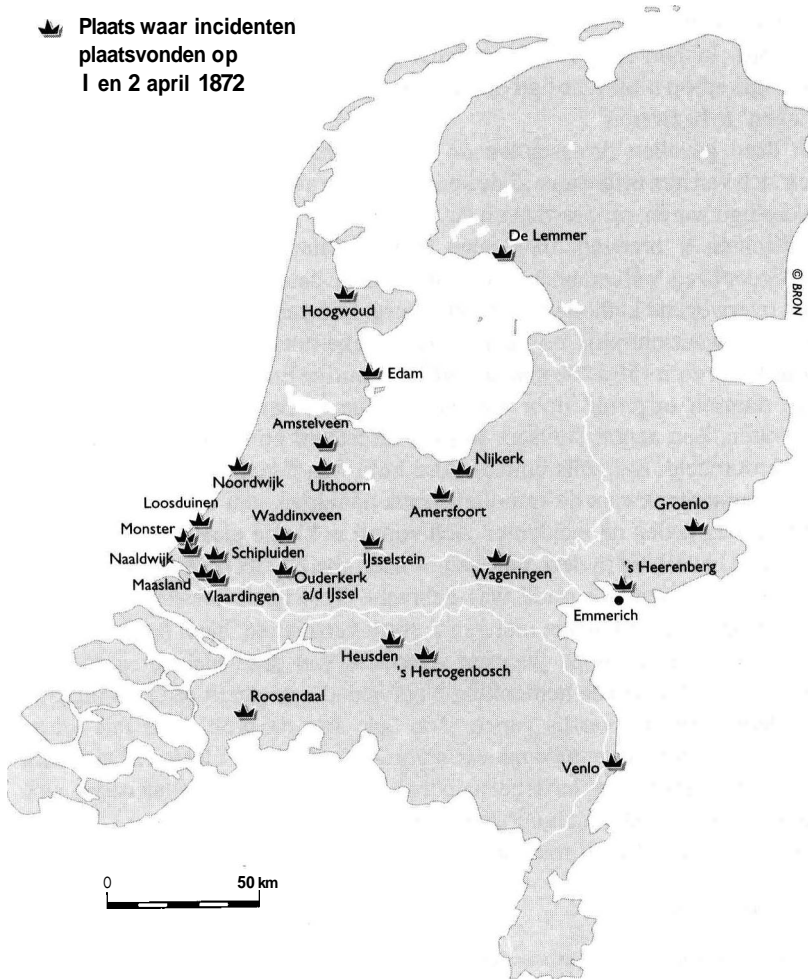 Plaats waar incidenten
plaatsvonden op
I en 2 april 1872
De Lemmer
© BRON
Hoogwoud
Edam
Amstelveen
Nijkerk
Noordwijk
Uithoorn
Amersfoort
Loosduinen
Waddinxveen
Groenlo
Monster
Naaldwijk
Schipluiden
IJsselstein
Wageningen
's Heerenberg
Maasland
Vlaardingen
Ouderkerk
a/d IJssel
Emmerich
Heusden
's Hertogenbosch
Roosendaal
Venlo
0
50 km